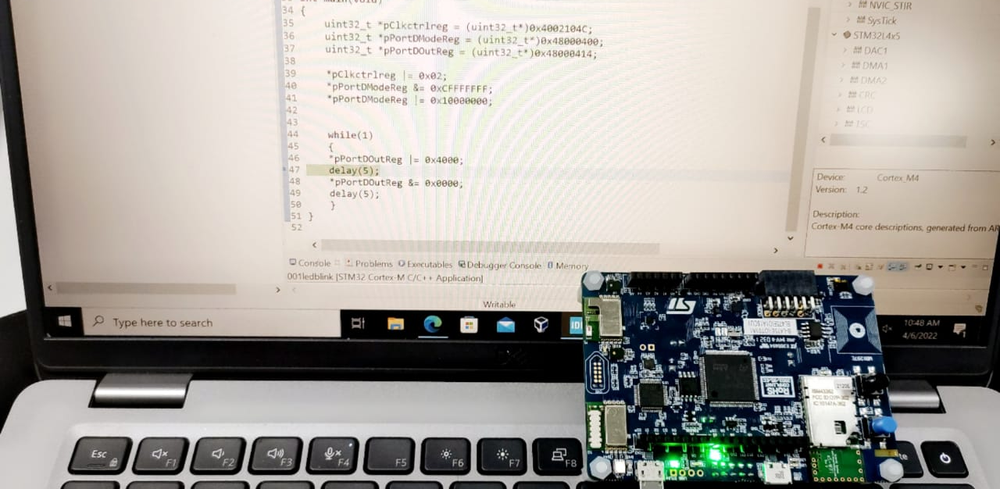 34 {
35 uint32_t *pClkctrlreg = (uint32_t*)0x4002104C;
36 uint32_t *pPortDModeReg = (uint32_t*)0x48000400;
37 uint32_t *pPortDOutReg = (uint32_t*)0x48000414;
38
39 *pClkctrlreg |= 0x02;
40 *pPortDModeReg &= 0xCFFFFFFF;
41 *pPortDModeReg |= 0x10000000;
42
43
44 while(1)
45 {
46 *pPortDOutReg |= 0x4000;
47 delay(5);
48 *pPortDOutReg &= 0x0000;
49 delay(5);
50 }
51 }
52
NVIC_STIR
SysTick
STM32L4x5
DAC1
DMA1
DMA2
CRC
LCD
TSC
Device: Cortex_M4
Version: 1.2
Description:
Cortex-M4 core descriptions, generated from AR
Console Problems Executables Debugger Console Memory
001ledblink [STM32 Cortex-M C/C++ Application]
Writable
Type here to search
IDE
10:48 AM
4/6/2022
ST
RoHS
COMPLIANT
Esc F1 F2 F3 F4 F5 F6 F7 F8